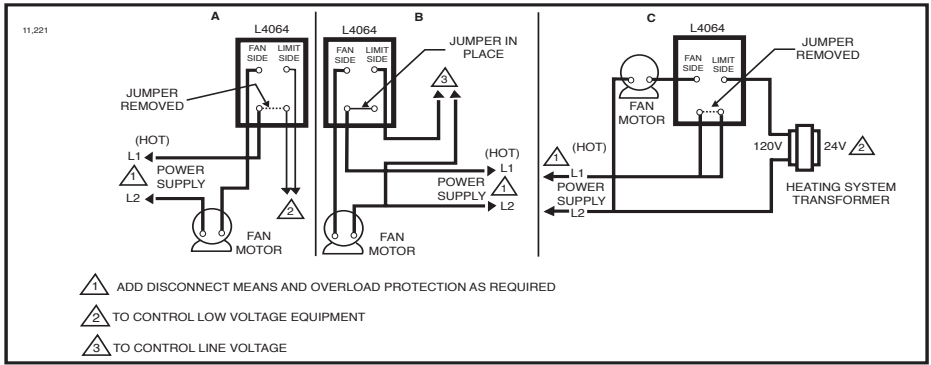 11,221
A
L4064
FAN SIDE
LIMIT SIDE
JUMPER REMOVED
(HOT)
L1
1
POWER SUPPLY
L2
2
FAN MOTOR
B
L4064
FAN SIDE
LIMIT SIDE
JUMPER IN PLACE
3
(HOT)
L1
POWER SUPPLY
1
L2
FAN MOTOR
C
L4064
FAN SIDE
LIMIT SIDE
JUMPER REMOVED
FAN MOTOR
1
(HOT)
L1
POWER SUPPLY
L2
120V
24V
2
HEATING SYSTEM TRANSFORMER
1 ADD DISCONNECT MEANS AND OVERLOAD PROTECTION AS REQUIRED
2 TO CONTROL LOW VOLTAGE EQUIPMENT
3 TO CONTROL LINE VOLTAGE